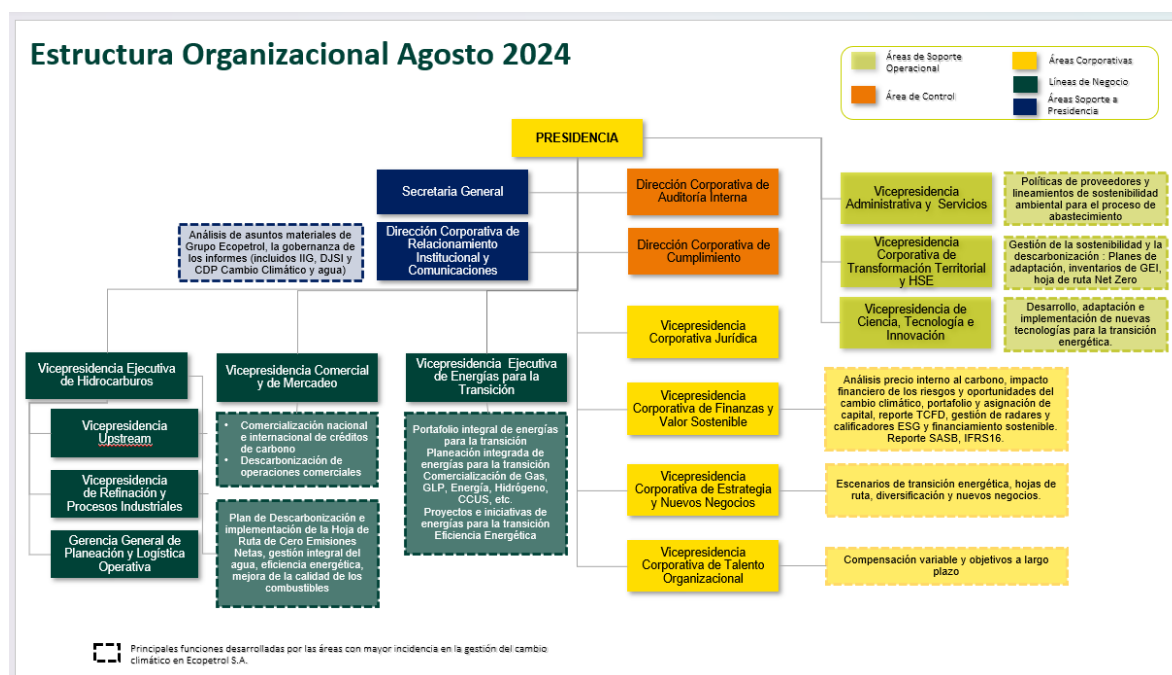 Estructura Organizacional Agosto 2024
Áreas de Soporte
Operacional
Área de Control
Áreas Corporativas
Líneas de Negocio
Áreas Soporte a
Presidencia
PRESIDENCIA
Secretaria General
Dirección Corporativa de
Relacionamiento
Institucional y
Comunicaciones
Análisis de asuntos materiales de
Grupo Ecopetrol, la gobernanza de
los informes (incluidos IIG, DJSI y
CDP Cambio Climático y agua)
Dirección Corporativa de
Auditoría Interna
Dirección Corporativa de
Cumplimiento
Vicepresidencia
Administrativa y Servicios
Políticas de proveedores y
lineamientos de sostenibilidad
ambiental para el proceso de
abastecimiento
Vicepresidencia
Corporativa de
Transformación Territorial
y HSE
Gestión de la sostenibilidad y la
descarbonización : Planes de
adaptación, inventarios de GEI,
hoja de ruta Net Zero
Vicepresidencia de
Ciencia, Tecnología e
Innovación
Desarrollo, adaptación e
implementación de nuevas
tecnologías para la transición
energética.
Vicepresidencia Ejecutiva
de Hidrocarburos
Vicepresidencia
Upstream
Vicepresidencia
de Refinación y
Procesos Industriales
Gerencia General de
Planeación y Logística
Operativa
Vicepresidencia Comercial
y de Mercadeo
• Comercialización nacional
e internacional de créditos
de carbono
• Descarbonización de
operaciones comerciales
Plan de Descarbonización e
implementación de la Hoja de
Ruta de Cero Emisiones
Netas, gestión integral del
agua, eficiencia energética,
mejora de la calidad de los
combustibles
Vicepresidencia Ejecutiva
de Energías para la
Transición
Portafolio integral de energías
para la transición
Planeación integrada de
energías para la transición
Comercialización de Gas,
GLP, Energía, Hidrógeno,
CCUS, etc.
Proyectos e iniciativas de
energías para la transición
Eficiencia Energética
Vicepresidencia
Corporativa Jurídica
Vicepresidencia
Corporativa de Finanzas y
Valor Sostenible
Análisis precio interno al carbono, impacto
financiero de los riesgos y oportunidades del
cambio climático, portafolio y asignación de
capital, reporte TCFD, gestión de radares y
calificadores ESG y financiamiento sostenible.
Reporte SASB, IFRS16.
Vicepresidencia
Corporativa de Estrategia
y Nuevos Negocios
Escenarios de transición energética, hojas de
ruta, diversificación y nuevos negocios.
Vicepresidencia
Corporativa de Talento
Organizacional
Compensación variable y objetivos a largo
plazo
Principales funciones desarrolladas por las áreas con mayor incidencia en la gestión del cambio
climático en Ecopetrol S.A.